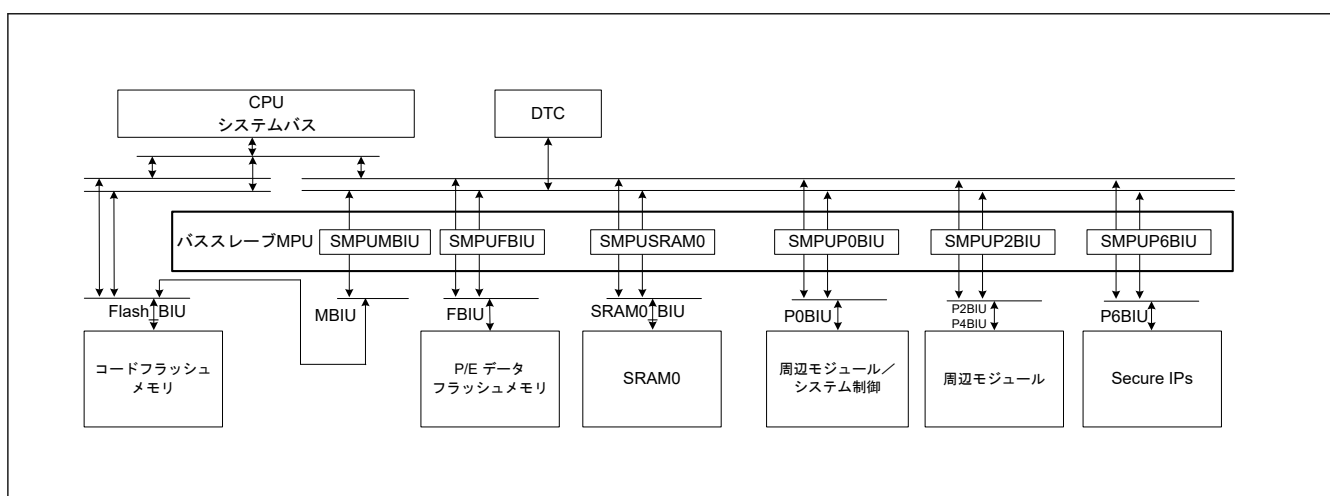 CPU
システムバス
DTC
バススレーブMPU
SMPUMBIU
SMPUFBIU
SMPUSRAM0
SMPUP0BIU
SMPUP2BIU
SMPUP6BIU
Flash BIU
MBIU
FBIU
SRAM0 BIU
P0BIU
P2BIU
P4BIU
P6BIU
コードフラッシュ
メモリ
P/E データ
フラッシュメモリ
SRAM0
周辺モジュール／
システム制御
周辺モジュール
Secure IPs